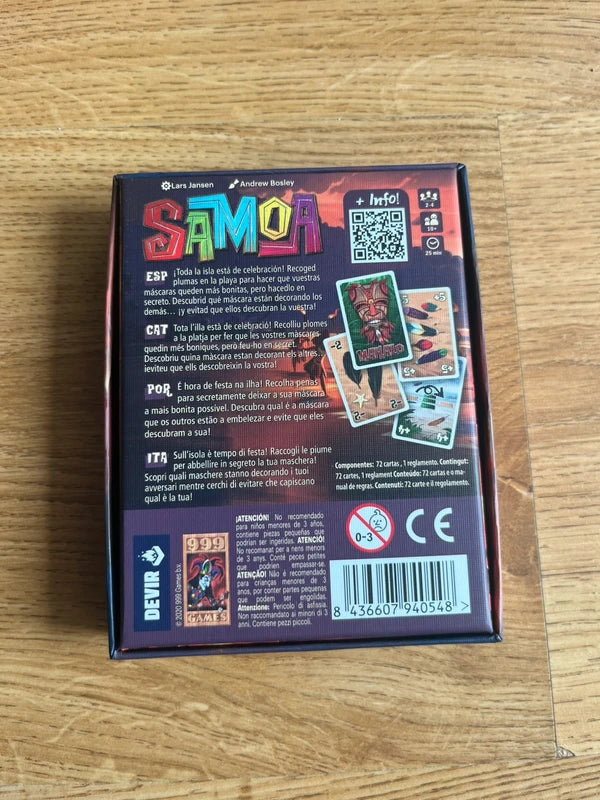 Lars Jansen Andrew Bosley
SAMOA
+ Info!
2-4
10+
25 min
ESP ¡Toda la isla está de celebración! Recoged
plumas en la playa para hacer que vuestras
máscaras queden más bonitas, pero hacedlo en
secreto. Descubrid qué máscara están decorando los
demás... ¡y evitad que ellos descubran la vuestra!
CAT Tota l'illa està de celebració! Recolliu plomes
a la platja per fer que les vostres màscares
quedin més boniques, però feu-ho en secret.
Descobriu quina màscara estan decorant els altres...
i eviteu que ells descobreixin la vostra!
POR É hora de festa na ilha! Recolha penas
para secretamente deixar a sua máscara
a mais bonita possível. Descubra qual é a máscara
que os outros estão a embelezar e evite que eles
descubram a sua!
ITA Sull'isola è tempo di festa! Raccogli le piume
per abbellire in segreto la tua maschera!
Scopri quali maschere stanno decorando i tuoi
avversari mentre cerchi di evitare che capiscano
qual è la tua!
+5
+5
-2
-2
+5
+5
Componentes: 72 cartas, 1 reglamento. Contingut:
72 cartes, 1 reglament Conteúdo: 72 cartas e o ma-
nual de regras. Contenuti: 72 carte e il regolamento.
DEVIR
© 2020 999 Games b.v.
999
GAMES
¡ATENCIÓN! No recomendado
para niños menores de 3 años,
contiene piezas pequeñas que
podrían ser ingeridas. ATENCIÓ!
No recomanat per a nens menors
de 3 anys. Conté peces petites
que podrien empassar-se.
ATENÇÃO! Não é recomendado
para crianças menores de 3
anos, por conter partes pequenas
que podem ser engolidas.
Attenzione: Pericolo di asfissia.
Non raccomandato ai minori di 3
anni. Contiene pezzi piccoli.
0-3
CE
8 436607 940548 >